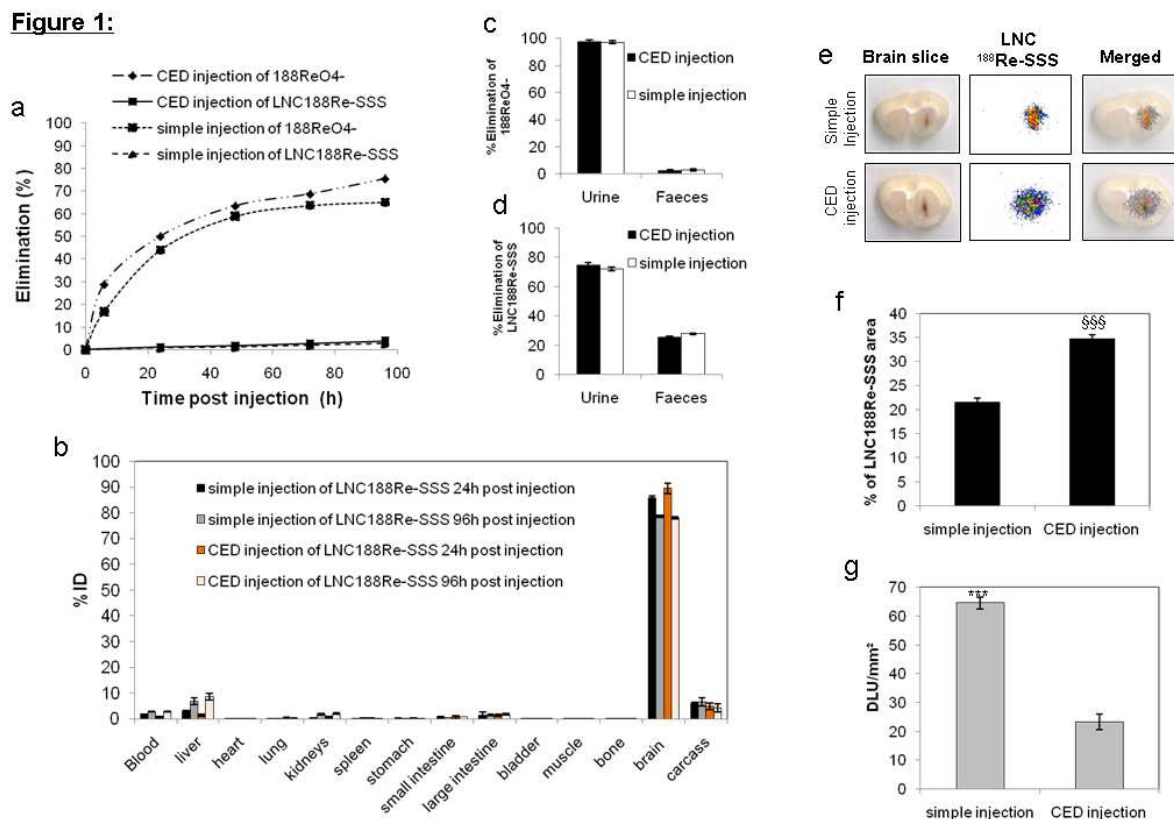 Figure 1:
a
CED injection of 188ReO4-
CED injection of LNC188Re-SSS
simple injection of 188ReO4-
simple injection of LNC188Re-SSS
Elimination (%)
100
90
80
70
60
50
40
30
20
10
0
0 20 40 60 80 100
Time post injection (h)
c
% Elimination of
188ReO4-
100
80
60
40
20
0
CED injection
simple injection
Urine Faeces
d
% Elimination of
LNC188Re-SSS
100
80
60
40
20
0
CED injection
simple injection
Urine Faeces
e
Brain slice
LNC
188Re-SSS
Merged
Simple
Injection
CED
injection
b
% ID
100
90
80
70
60
50
40
30
20
10
0
simple injection of LNC188Re-SSS 24h post injection
simple injection of LNC188Re-SSS 96h post injection
CED injection of LNC188Re-SSS 24h post injection
CED injection of LNC188Re-SSS 96h post injection
Blood
liver
heart
lung
kidneys
spleen
stomach
small intestine
large intestine
bladder
muscle
bone
brain
carcass
f
% of LNC188Re-SSS area
40
35
30
25
20
15
10
5
0
§§§
simple injection CED injection
g
DLU/mm²
70
60
50
40
30
20
10
0
***
simple injection CED injection